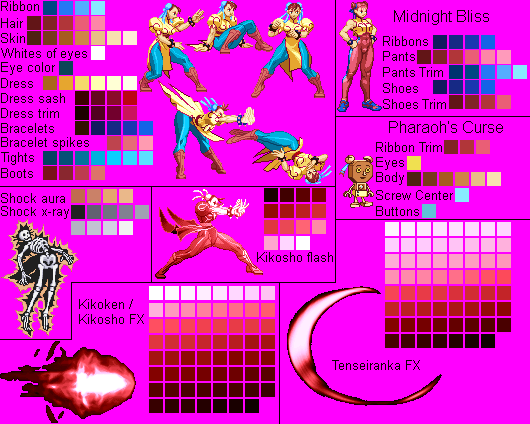 Ribbon
Hair
Skin
Whites of eyes
Eye color
Dress
Dress sash
Dress trim
Bracelets
Bracelet spikes
Tights
Boots
Midnight Bliss
Ribbons
Pants
Pants Trim
Shoes
Shoes Trim
Pharaoh's Curse
Ribbon Trim
Eyes
Body
Screw Center
Buttons
Shock aura
Shock x-ray
Kikosho flash
Kikoken /
Kikosho FX
Tenseiranka FX